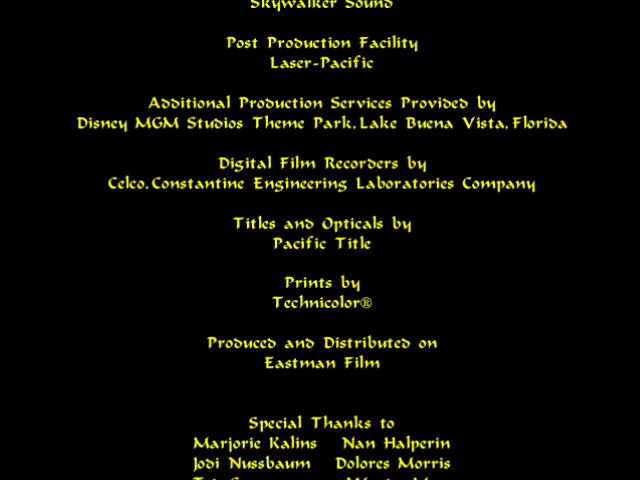 Skywalker Sound
Post Production Facility
Laser-Pacific
Additional Production Services Provided by
Disney MGM Studios Theme Park, Lake Buena Vista, Florida
Digital Film Recorders by
Celco, Constantine Engineering Laboratories Company
Titles and Opticals by
Pacific Title
Prints by
Technicolor®
Produced and Distributed on
Eastman Film
Special Thanks to
Marjorie Kalins Nan Halperin
Jodi Nussbaum Dolores Morris